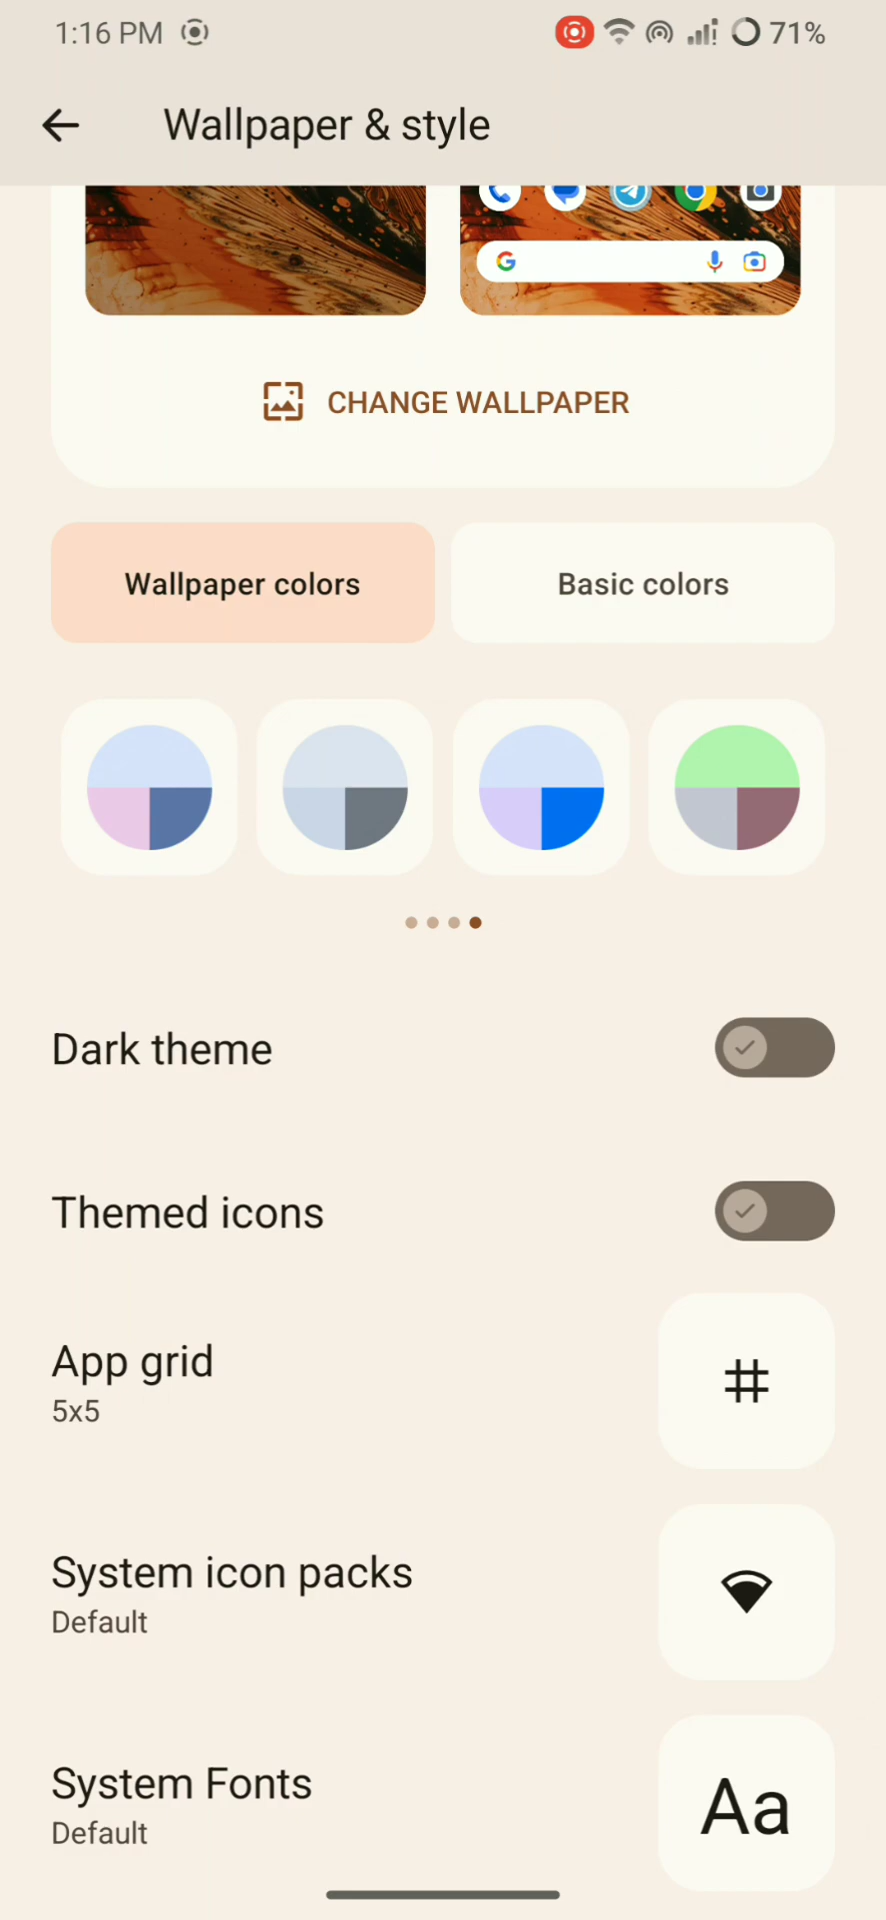 1:16 PM
71%
Wallpaper & style
CHANGE WALLPAPER
Wallpaper colors
Basic colors
Dark theme
Themed icons
App grid
5x5
System icon packs
Default
System Fonts
Default
Aa